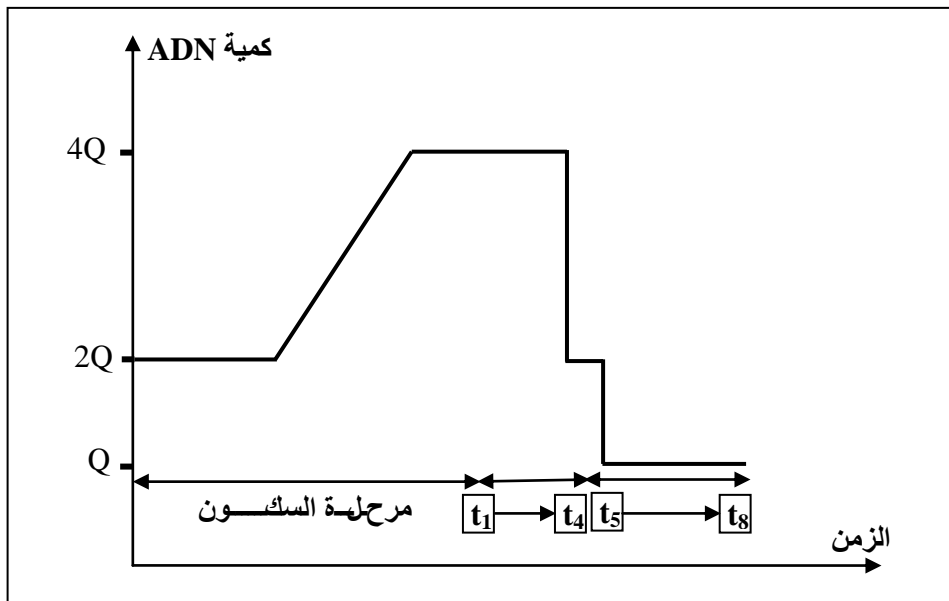 كمية ADN
4Q
2Q
Q
مرحلة السكون
t₁
t₄
t₅
t₈
الزمن